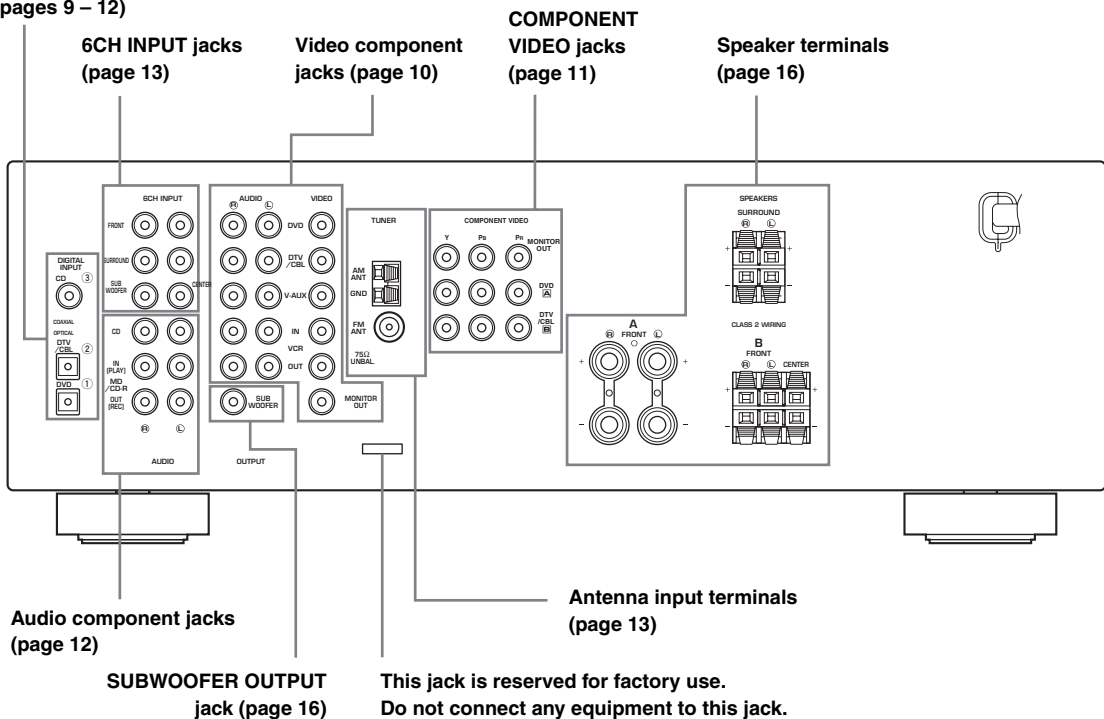 pages 9 – 12)
6CH INPUT jacks
(page 13)
Video component
jacks (page 10)
COMPONENT
VIDEO jacks
(page 11)
Speaker terminals
(page 16)
DIGITAL
INPUT
CD ③
COAXIAL
OPTICAL
DTV
/CBL ②
DVD ①
6CH INPUT
FRONT
SURROUND
SUB
WOOFER
CENTER
CD
IN
(PLAY)
MD
/CD-R
OUT
(REC)
R L
AUDIO
AUDIO
R L
VIDEO
DVD
DTV
/CBL
V-AUX
IN
VCR
OUT
SUB
WOOFER
MONITOR
OUT
OUTPUT
TUNER
AM
ANT
GND
FM
ANT
75Ω
UNBAL.
COMPONENT VIDEO
Y PB PR
MONITOR
OUT
DVD
A
DTV
/CBL
B
SPEAKERS
SURROUND
R L
+ +
– –
CLASS 2 WIRING
A
R FRONT L
+ +
– –
B
FRONT
R L CENTER
+ +
– –
Audio component jacks
(page 12)
SUBWOOFER OUTPUT
jack (page 16)
Antenna input terminals
(page 13)
This jack is reserved for factory use.
Do not connect any equipment to this jack.